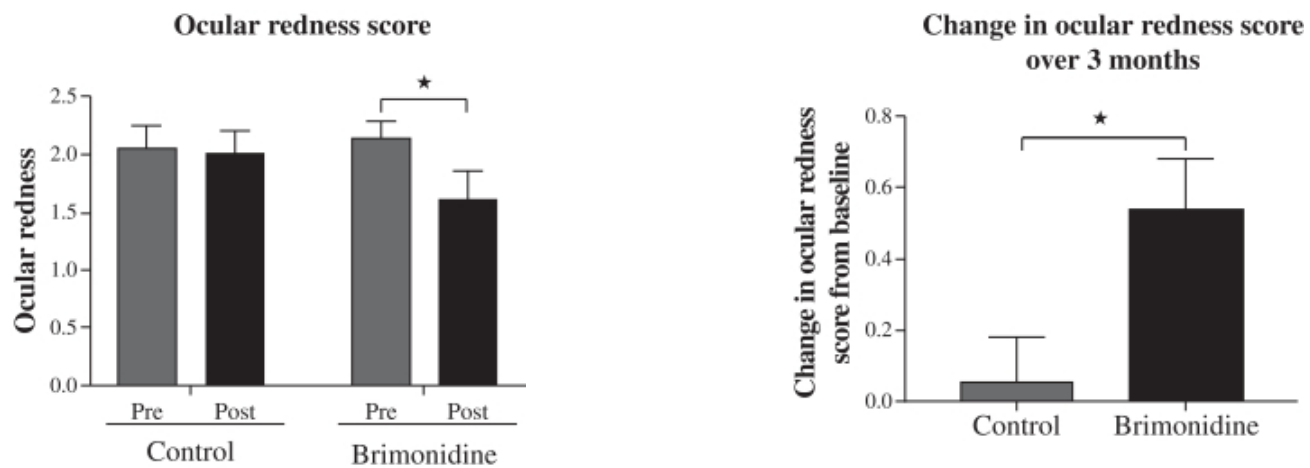 Ocular redness score
Ocular redness
2.5
2.0
1.5
1.0
0.5
0.0
★
Pre Post Pre Post
Control Brimonidine
Change in ocular redness score
over 3 months
Change in ocular redness
score from baseline
0.8
0.6
0.4
0.2
0.0
★
Control Brimonidine